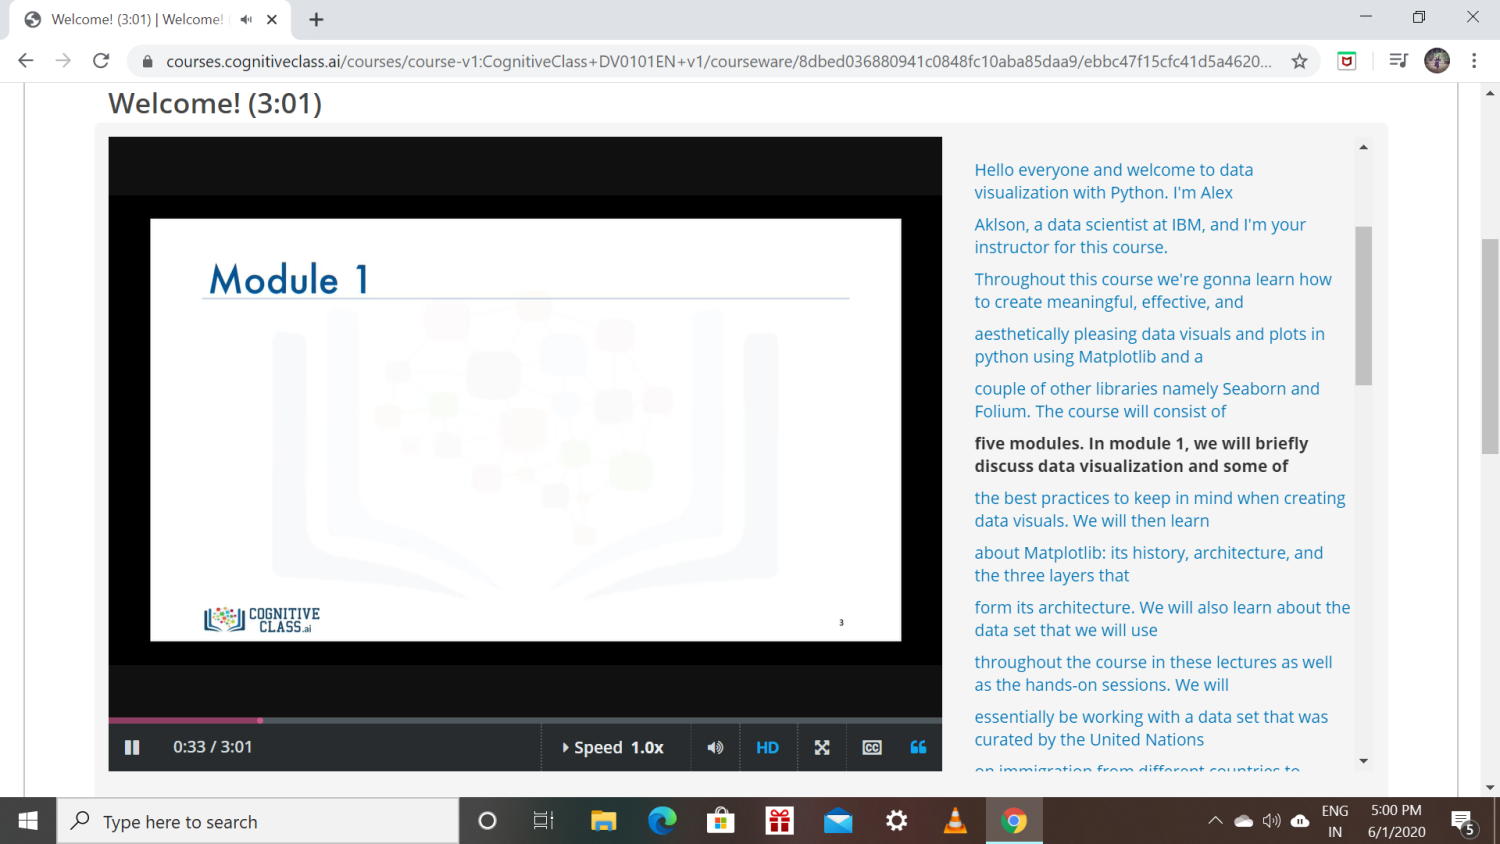 Welcome! (3:01) | Welcome!
courses.cognitiveclass.ai/courses/course-v1:CognitiveClass+DV0101EN+v1/courseware/8dbed036880941c0848fc10aba85daa9/ebbc47f15cfc41d5a4620...
Welcome! (3:01)
Module 1
COGNITIVE
CLASS.ai
3
0:33 / 3:01
Speed 1.0x
HD
CC
Hello everyone and welcome to data
visualization with Python. I'm Alex
Aklson, a data scientist at IBM, and I'm your
instructor for this course.
Throughout this course we're gonna learn how
to create meaningful, effective, and
aesthetically pleasing data visuals and plots in
python using Matplotlib and a
couple of other libraries namely Seaborn and
Folium. The course will consist of
five modules. In module 1, we will briefly
discuss data visualization and some of
the best practices to keep in mind when creating
data visuals. We will then learn
about Matplotlib: its history, architecture, and
the three layers that
form its architecture. We will also learn about the
data set that we will use
throughout the course in these lectures as well
as the hands-on sessions. We will
essentially be working with a data set that was
curated by the United Nations
on immigration from different countries to
Type here to search
ENG
IN
5:00 PM
6/1/2020
5